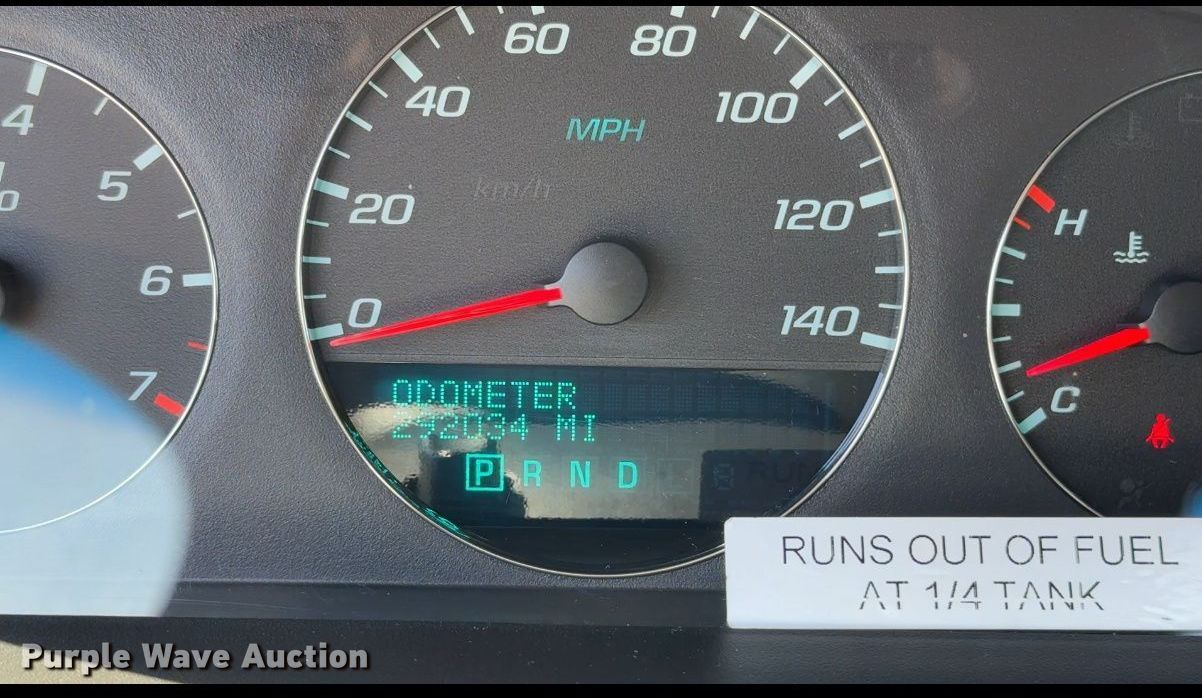 60 80
40 100
4 MPH
5
km/h
20 120 H
6
0 140
7
ODOMETER C
292034 MI
P R N D
RUNS OUT OF FUEL
AT 1/4 TANK
Purple Wave Auction